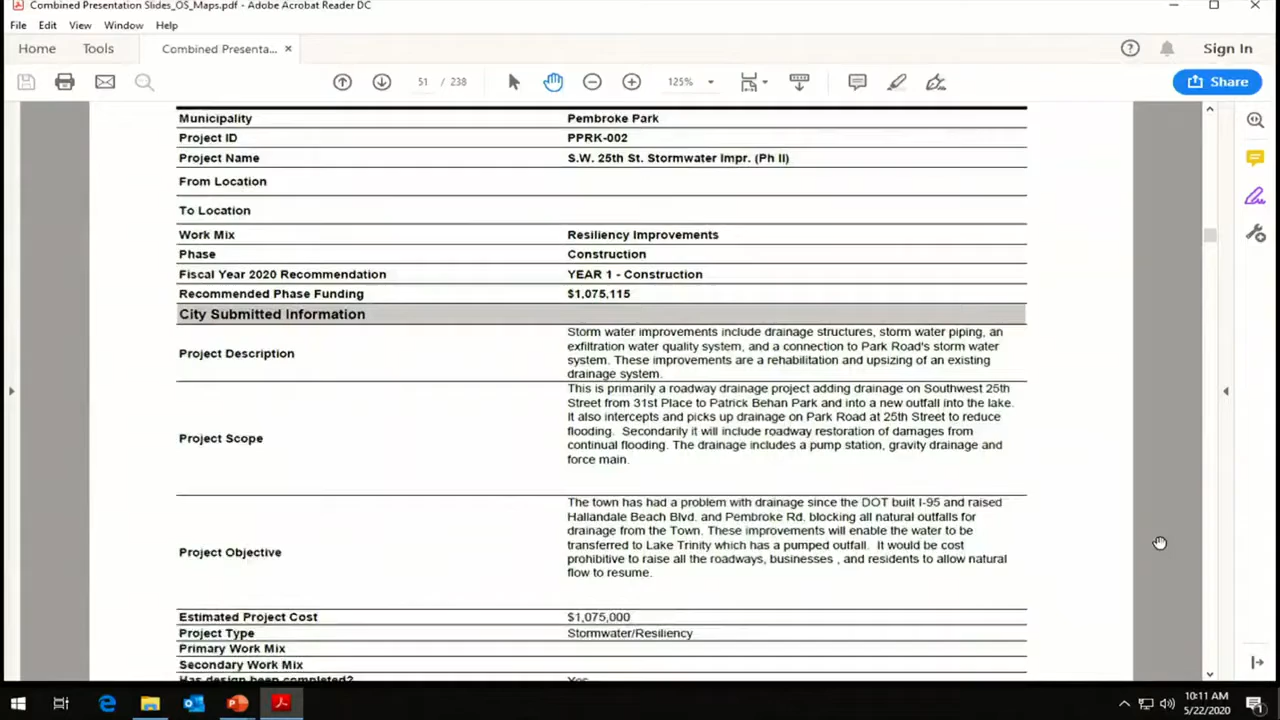 Combined Presentation Slides_OS_Maps.pdf - Adobe Acrobat Reader DC
File Edit View Window Help
Home Tools Combined Presenta... × Sign In
51 / 238 125% Share
Municipality Pembroke Park
Project ID PPRK-002
Project Name S.W. 25th St. Stormwater Impr. (Ph II)
From Location
To Location
Work Mix Resiliency Improvements
Phase Construction
Fiscal Year 2020 Recommendation YEAR 1 - Construction
Recommended Phase Funding $1,075,115
City Submitted Information
Project Description
Storm water improvements include drainage structures, storm water piping, an
exfiltration water quality system, and a connection to Park Road's storm water
system. These improvements are a rehabilitation and upsizing of an existing
drainage system.
Project Scope
This is primarily a roadway drainage project adding drainage on Southwest 25th
Street from 31st Place to Patrick Behan Park and into a new outfall into the lake.
It also intercepts and picks up drainage on Park Road at 25th Street to reduce
flooding. Secondarily it will include roadway restoration of damages from
continual flooding. The drainage includes a pump station, gravity drainage and
force main.
Project Objective
The town has had a problem with drainage since the DOT built I-95 and raised
Hallandale Beach Blvd. and Pembroke Rd. blocking all natural outfalls for
drainage from the Town. These improvements will enable the water to be
transferred to Lake Trinity which has a pumped outfall. It would be cost
prohibitive to raise all the roadways, businesses , and residents to allow natural
flow to resume.
Estimated Project Cost $1,075,000
Project Type Stormwater/Resiliency
Primary Work Mix
Secondary Work Mix
Has design been completed? Yes
10:11 AM
5/22/2020